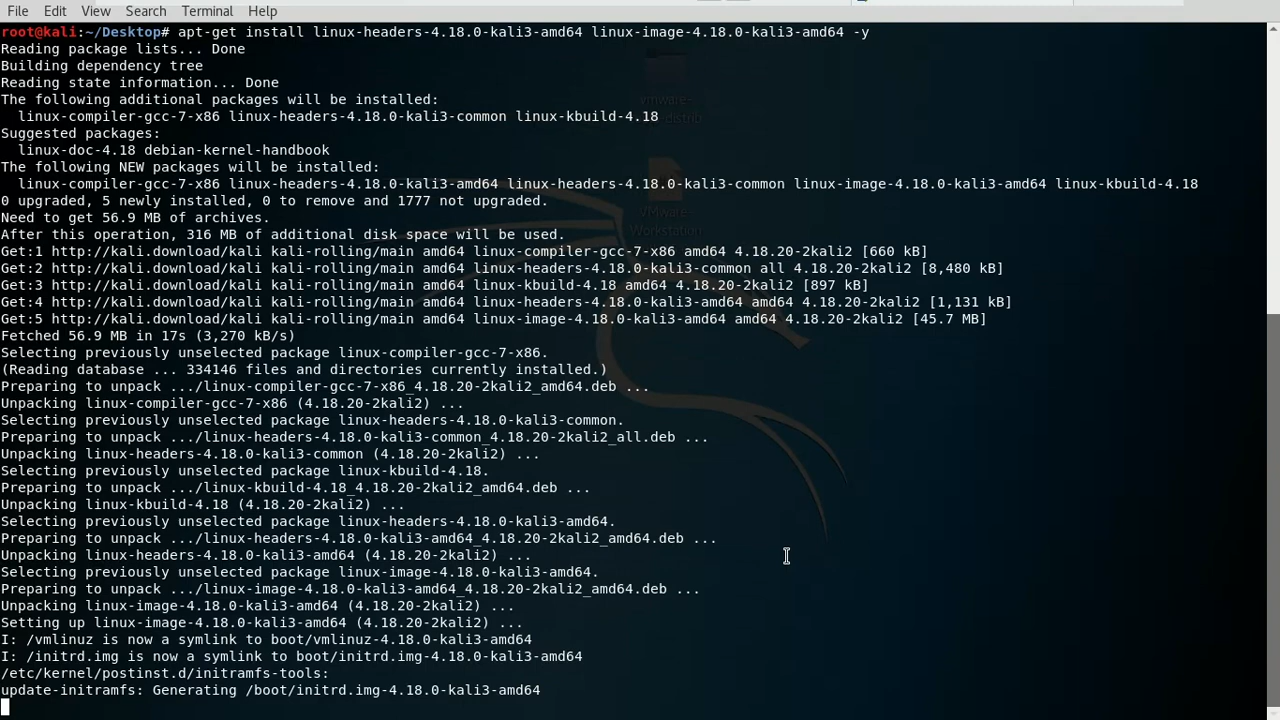 File Edit View Search Terminal Help
root@kali:~/Desktop# apt-get install linux-headers-4.18.0-kali3-amd64 linux-image-4.18.0-kali3-amd64 -y
Reading package lists... Done
Building dependency tree
Reading state information... Done
The following additional packages will be installed:
  linux-compiler-gcc-7-x86 linux-headers-4.18.0-kali3-common linux-kbuild-4.18
Suggested packages:
  linux-doc-4.18 debian-kernel-handbook
The following NEW packages will be installed:
  linux-compiler-gcc-7-x86 linux-headers-4.18.0-kali3-amd64 linux-headers-4.18.0-kali3-common linux-image-4.18.0-kali3-amd64 linux-kbuild-4.18
0 upgraded, 5 newly installed, 0 to remove and 1777 not upgraded.
Need to get 56.9 MB of archives.
After this operation, 316 MB of additional disk space will be used.
Get:1 http://kali.download/kali kali-rolling/main amd64 linux-compiler-gcc-7-x86 amd64 4.18.20-2kali2 [660 kB]
Get:2 http://kali.download/kali kali-rolling/main amd64 linux-headers-4.18.0-kali3-common all 4.18.20-2kali2 [8,480 kB]
Get:3 http://kali.download/kali kali-rolling/main amd64 linux-kbuild-4.18 amd64 4.18.20-2kali2 [897 kB]
Get:4 http://kali.download/kali kali-rolling/main amd64 linux-headers-4.18.0-kali3-amd64 amd64 4.18.20-2kali2 [1,131 kB]
Get:5 http://kali.download/kali kali-rolling/main amd64 linux-image-4.18.0-kali3-amd64 amd64 4.18.20-2kali2 [45.7 MB]
Fetched 56.9 MB in 17s (3,270 kB/s)
Selecting previously unselected package linux-compiler-gcc-7-x86.
(Reading database ... 334146 files and directories currently installed.)
Preparing to unpack .../linux-compiler-gcc-7-x86_4.18.20-2kali2_amd64.deb ...
Unpacking linux-compiler-gcc-7-x86 (4.18.20-2kali2) ...
Selecting previously unselected package linux-headers-4.18.0-kali3-common.
Preparing to unpack .../linux-headers-4.18.0-kali3-common_4.18.20-2kali2_all.deb ...
Unpacking linux-headers-4.18.0-kali3-common (4.18.20-2kali2) ...
Selecting previously unselected package linux-kbuild-4.18.
Preparing to unpack .../linux-kbuild-4.18_4.18.20-2kali2_amd64.deb ...
Unpacking linux-kbuild-4.18 (4.18.20-2kali2) ...
Selecting previously unselected package linux-headers-4.18.0-kali3-amd64.
Preparing to unpack .../linux-headers-4.18.0-kali3-amd64_4.18.20-2kali2_amd64.deb ...
Unpacking linux-headers-4.18.0-kali3-amd64 (4.18.20-2kali2) ...
Selecting previously unselected package linux-image-4.18.0-kali3-amd64.
Preparing to unpack .../linux-image-4.18.0-kali3-amd64_4.18.20-2kali2_amd64.deb ...
Unpacking linux-image-4.18.0-kali3-amd64 (4.18.20-2kali2) ...
Setting up linux-image-4.18.0-kali3-amd64 (4.18.20-2kali2) ...
I: /vmlinuz is now a symlink to boot/vmlinuz-4.18.0-kali3-amd64
I: /initrd.img is now a symlink to boot/initrd.img-4.18.0-kali3-amd64
/etc/kernel/postinst.d/initramfs-tools:
update-initramfs: Generating /boot/initrd.img-4.18.0-kali3-amd64
vmware-
distrib
VMware-
Workstation